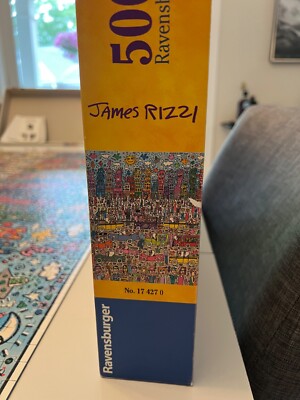 500
Ravensb
JAMES RIZZI
No. 17 427 0
Ravensburger